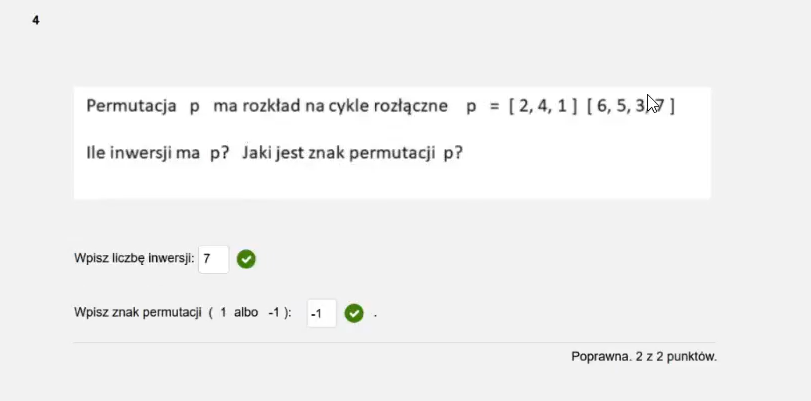 4
Permutacja p ma rozkład na cykle rozłączne p = [ 2, 4, 1 ] [ 6, 5, 3, 7 ]
Ile inwersji ma p? Jaki jest znak permutacji p?
Wpisz liczbę inwersji: 7
Wpisz znak permutacji ( 1 albo -1 ): -1 .
Poprawna. 2 z 2 punktów.